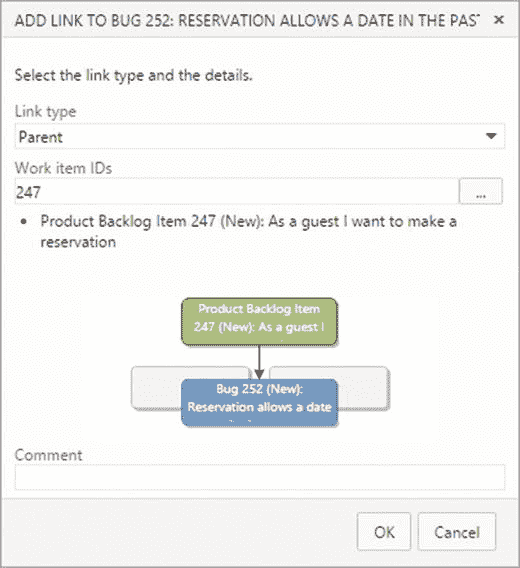 ADD LINK TO BUG 252: RESERVATION ALLOWS A DATE IN THE PAST
Select the link type and the details.
Link type
Parent
Work item IDs
247
...
• Product Backlog Item 247 (New): As a guest I want to make a
reservation
Product Backlog Item
247 (New): As a guest I
Bug 252 (New):
Reservation allows a date
Comment
OK
Cancel